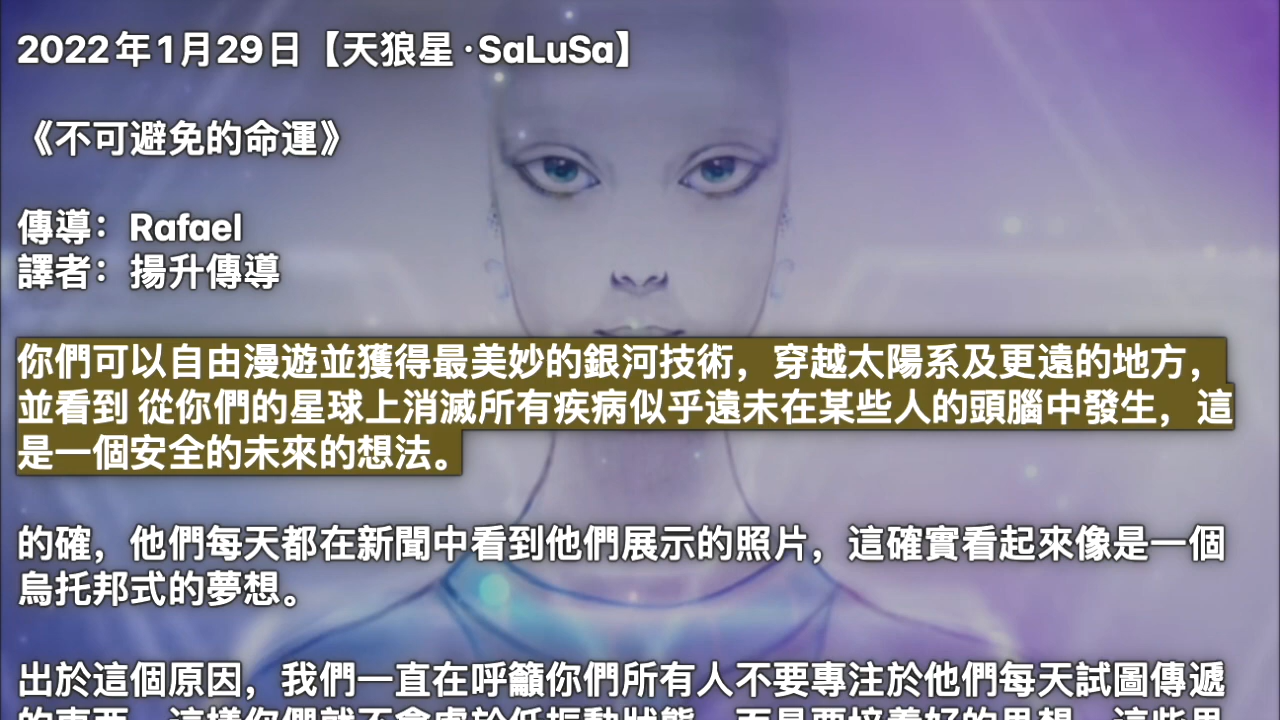 2022年1月29日【天狼星·SaLuSa】
《不可避免的命運》
傳導：Rafael
譯者：揚升傳導
你們可以自由漫遊並獲得最美妙的銀河技術，穿越太陽系及更遠的地方，
並看到 從你們的星球上消滅所有疾病似乎遠未在某些人的頭腦中發生，這
是一個安全的未來的想法。
的確，他們每天都在新聞中看到他們展示的照片，這確實看起來像是一個
烏托邦式的夢想。
出於這個原因，我們一直在呼籲你們所有人不要專注於他們每天試圖傳遞